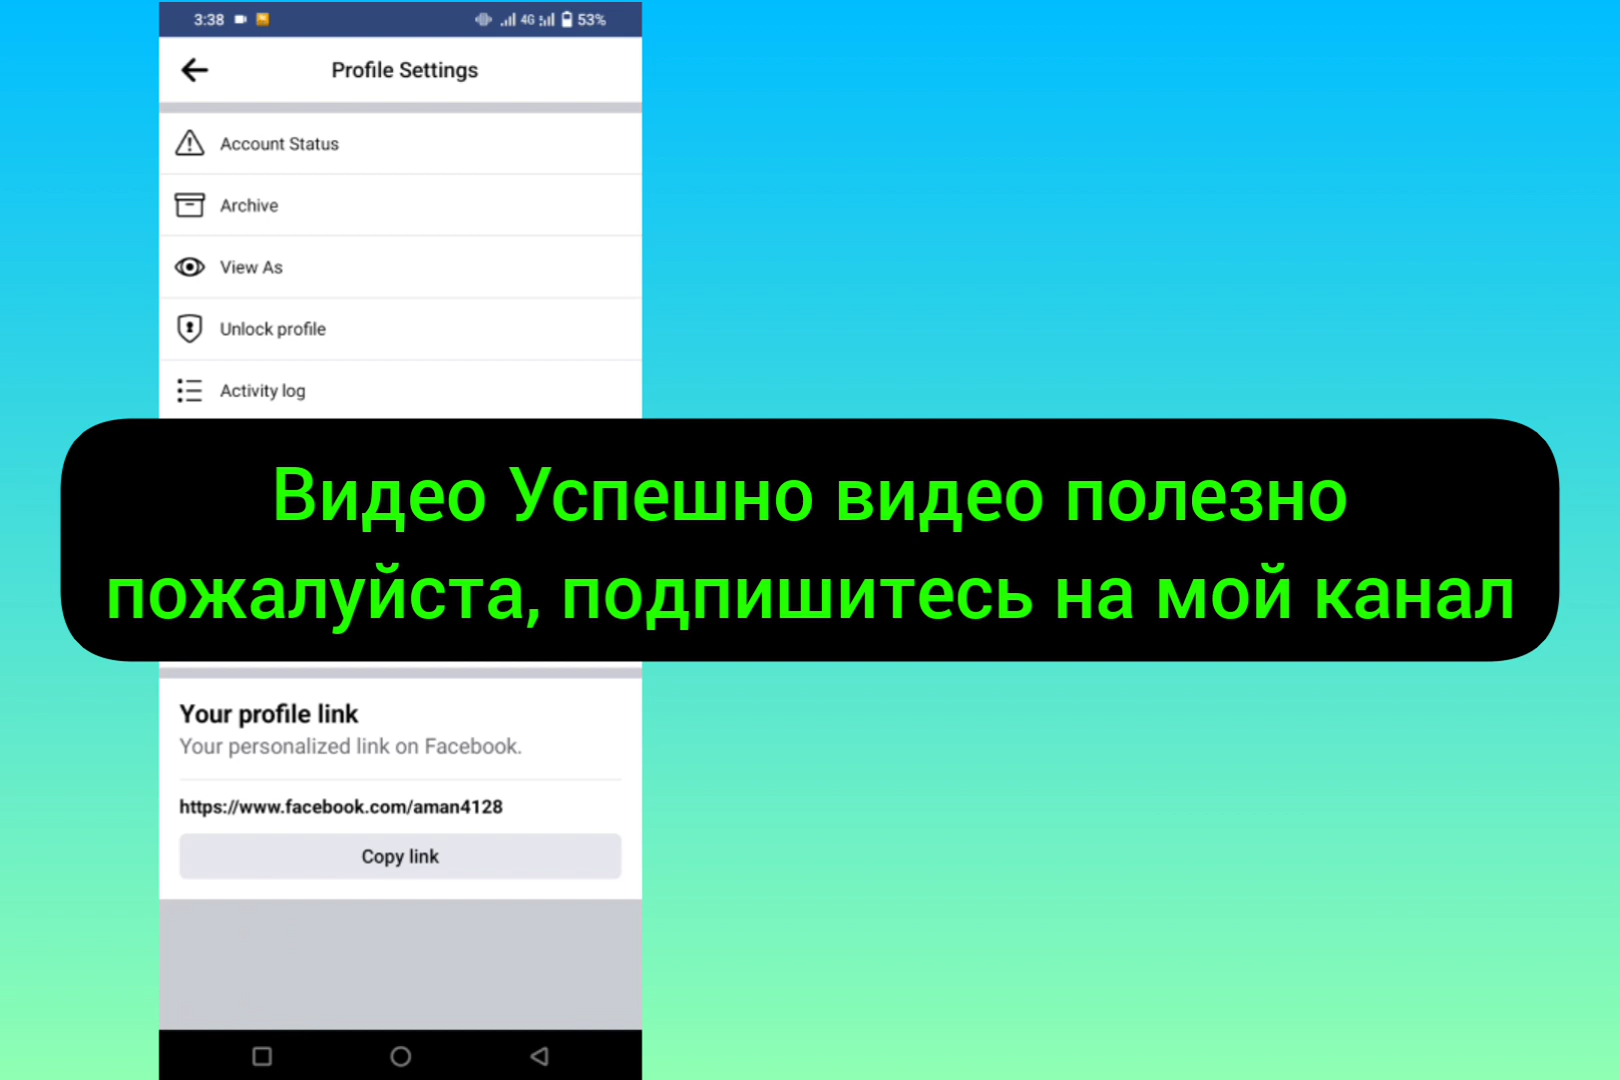 3:38 4G 53%
Profile Settings
Account Status
Archive
View As
Unlock profile
Activity log
Видео Успешно видео полезно
пожалуйста, подпишитесь на мой канал
Your profile link
Your personalized link on Facebook.
https://www.facebook.com/aman4128
Copy link